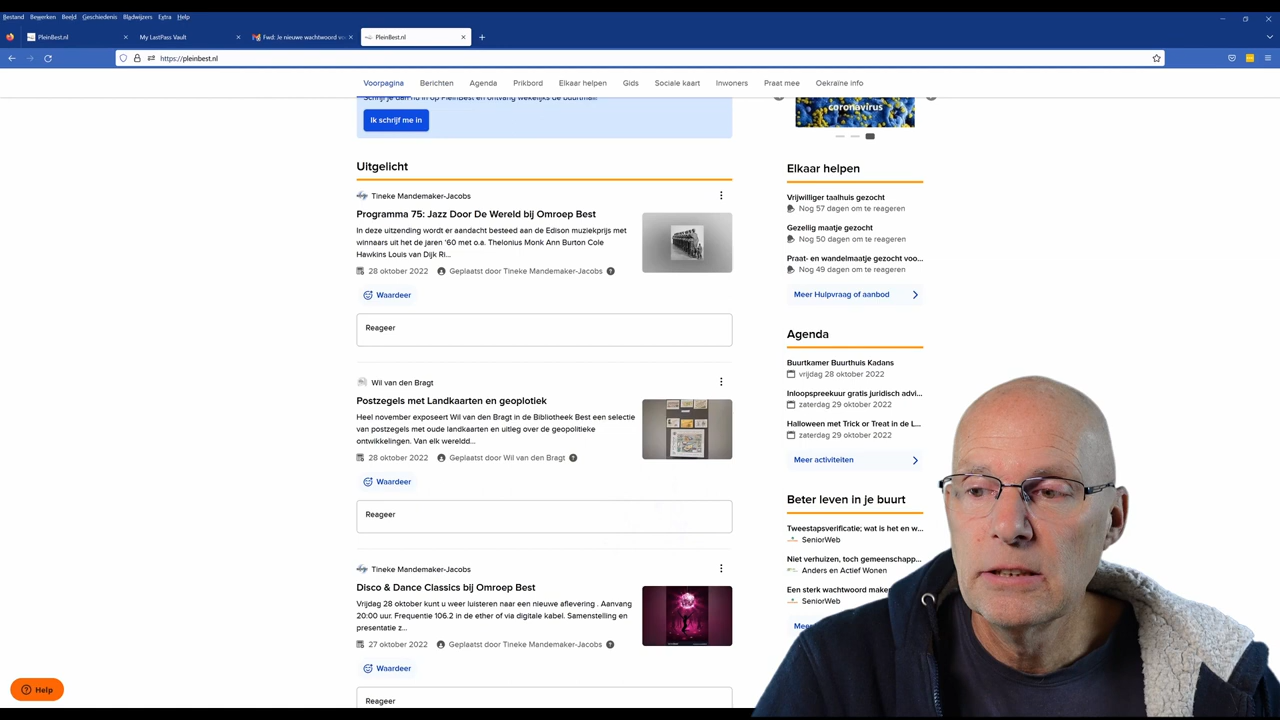 Bestand Bewerken Beeld Geschiedenis Bladwijzers Extra Help
PleinBest.nl
My LastPass Vault
Fwd: Je nieuwe wachtwoord vo
PleinBest.nl
https://pleinbest.nl
Voorpagina Berichten Agenda Prikbord Elkaar helpen Gids Sociale kaart Inwoners Praat mee Oekraïne info
Ik schrijf me in
coronavirus
Uitgelicht
Tineke Mandemaker-Jacobs
Programma 75: Jazz Door De Wereld bij Omroep Best
In deze uitzending wordt er aandacht besteed aan de Edison muziekprijs met
winnaars uit het de jaren '60 met o.a. Thelonius Monk Ann Burton Cole
Hawkins Louis van Dijk Ri...
28 oktober 2022 Geplaatst door Tineke Mandemaker-Jacobs
Waardeer
Reageer
Wil van den Bragt
Postzegels met Landkaarten en geoplotiek
Heel november exposeert Wil van den Bragt in de Bibliotheek Best een selectie
van postzegels met oude landkaarten en uitleg over de geopolitieke
ontwikkelingen. Van elk wereldd...
28 oktober 2022 Geplaatst door Wil van den Bragt
Waardeer
Reageer
Tineke Mandemaker-Jacobs
Disco & Dance Classics bij Omroep Best
Vrijdag 28 oktober kunt u weer luisteren naar een nieuwe aflevering . Aanvang
20:00 uur. Frequentie 106.2 in de ether of via digitale kabel. Samenstelling en
presentatie z...
27 oktober 2022 Geplaatst door Tineke Mandemaker-Jacobs
Waardeer
Reageer
Elkaar helpen
Vrijwilliger taalhuis gezocht
Nog 57 dagen om te reageren
Gezellig maatje gezocht
Nog 50 dagen om te reageren
Praat- en wandelmaatje gezocht voo...
Nog 49 dagen om te reageren
Meer Hulpvraag of aanbod
Agenda
Buurtkamer Buurthuis Kadans
vrijdag 28 oktober 2022
Inloopspreekuur gratis juridisch advi...
zaterdag 29 oktober 2022
Halloween met Trick or Treat in de L...
zaterdag 29 oktober 2022
Meer activiteiten
Beter leven in je buurt
Tweestapsverificatie; wat is het en w...
SeniorWeb
Niet verhuizen, toch gemeenschapp...
Anders en Actief Wonen
Een sterk wachtwoord make
SeniorWeb
Mee
Help